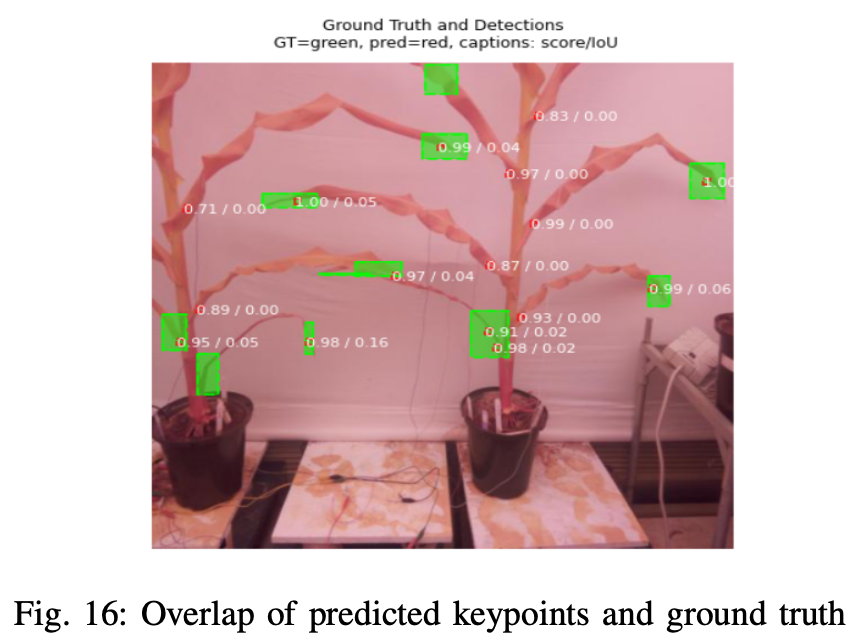 Ground Truth and Detections
GT=green, pred=red, captions: score/IoU
0.83 / 0.00
0.99 / 0.04
0.97 / 0.00
1.00
0.71 / 0.00
1.00 / 0.05
0.99 / 0.00
0.87 / 0.00
0.97 / 0.04
0.99 / 0.06
0.89 / 0.00
0.93 / 0.00
0.91 / 0.02
0.95 / 0.05
0.98 / 0.16
0.98 / 0.02
Fig. 16: Overlap of predicted keypoints and ground truth